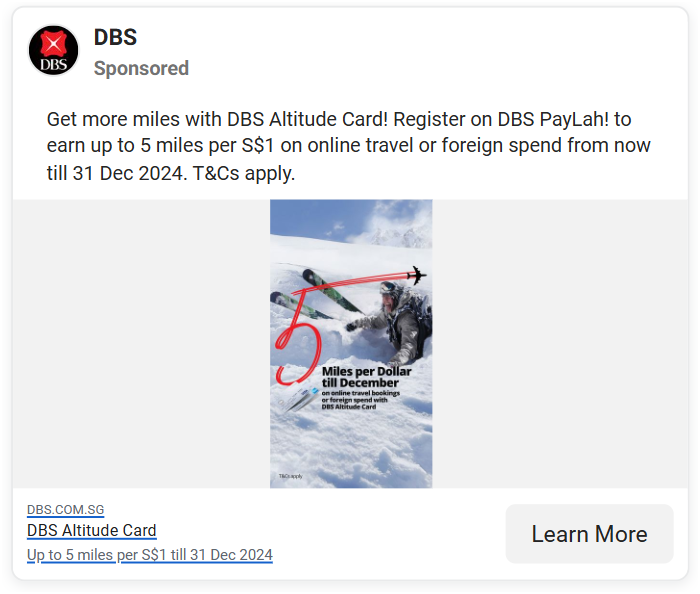 DBS
DBS
Sponsored
Get more miles with DBS Altitude Card! Register on DBS PayLah! to
earn up to 5 miles per S$1 on online travel or foreign spend from now
till 31 Dec 2024. T&Cs apply.
5
Miles per Dollar
till December
on online travel bookings
or foreign spend with
DBS Altitude Card
T&Cs apply
DBS.COM.SG
DBS Altitude Card
Up to 5 miles per S$1 till 31 Dec 2024
Learn More